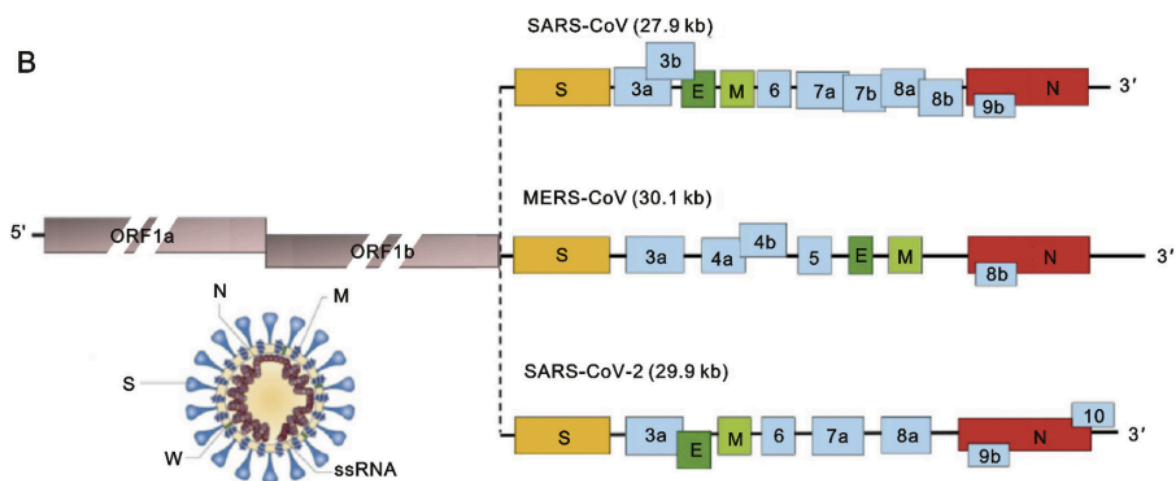 B
SARS-CoV (27.9 kb)
S 3a 3b E M 6 7a 7b 8a 8b 9b N 3′
MERS-CoV (30.1 kb)
5' ORF1a ORF1b
S 3a 4a 4b 5 E M 8b N 3′
SARS-CoV-2 (29.9 kb)
S 3a E M 6 7a 8a 9b N 10 3′
N M
S
W ssRNA